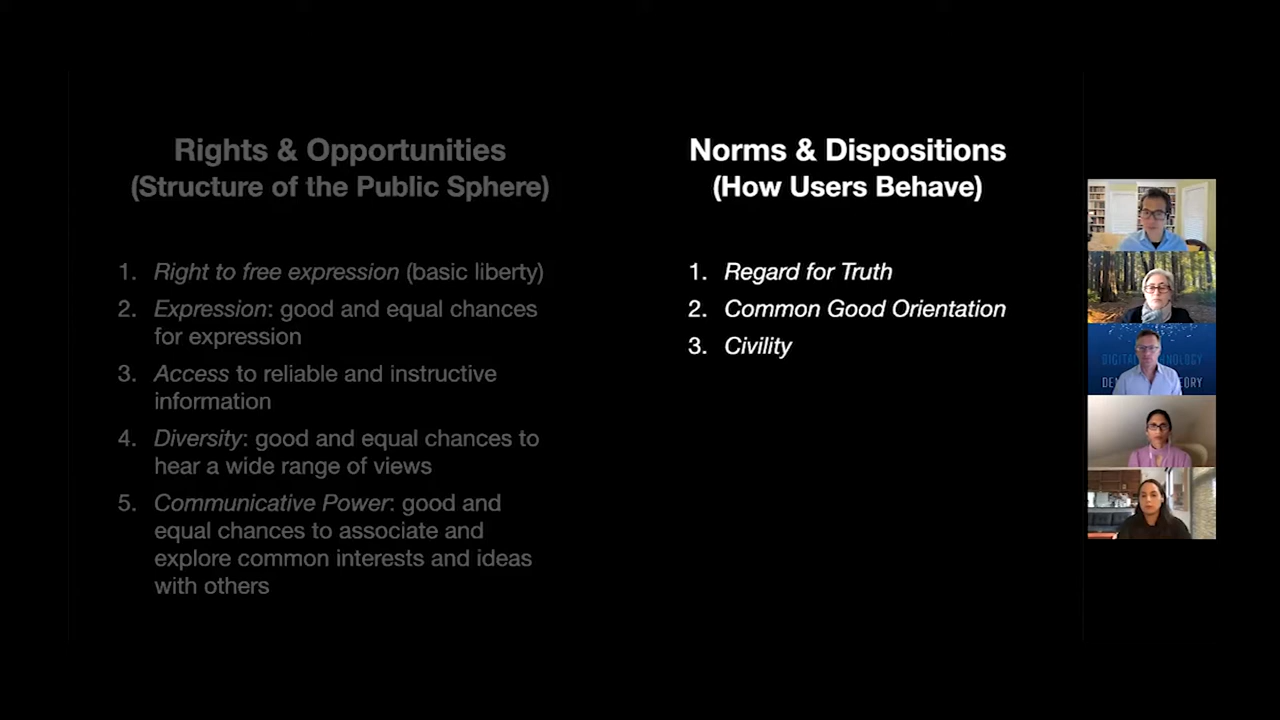 Rights & Opportunities
(Structure of the Public Sphere)
1. Right to free expression (basic liberty)
2. Expression: good and equal chances
for expression
3. Access to reliable and instructive
information
4. Diversity: good and equal chances to
hear a wide range of views
5. Communicative Power: good and
equal chances to associate and
explore common interests and ideas
with others
Norms & Dispositions
(How Users Behave)
1. Regard for Truth
2. Common Good Orientation
3. Civility